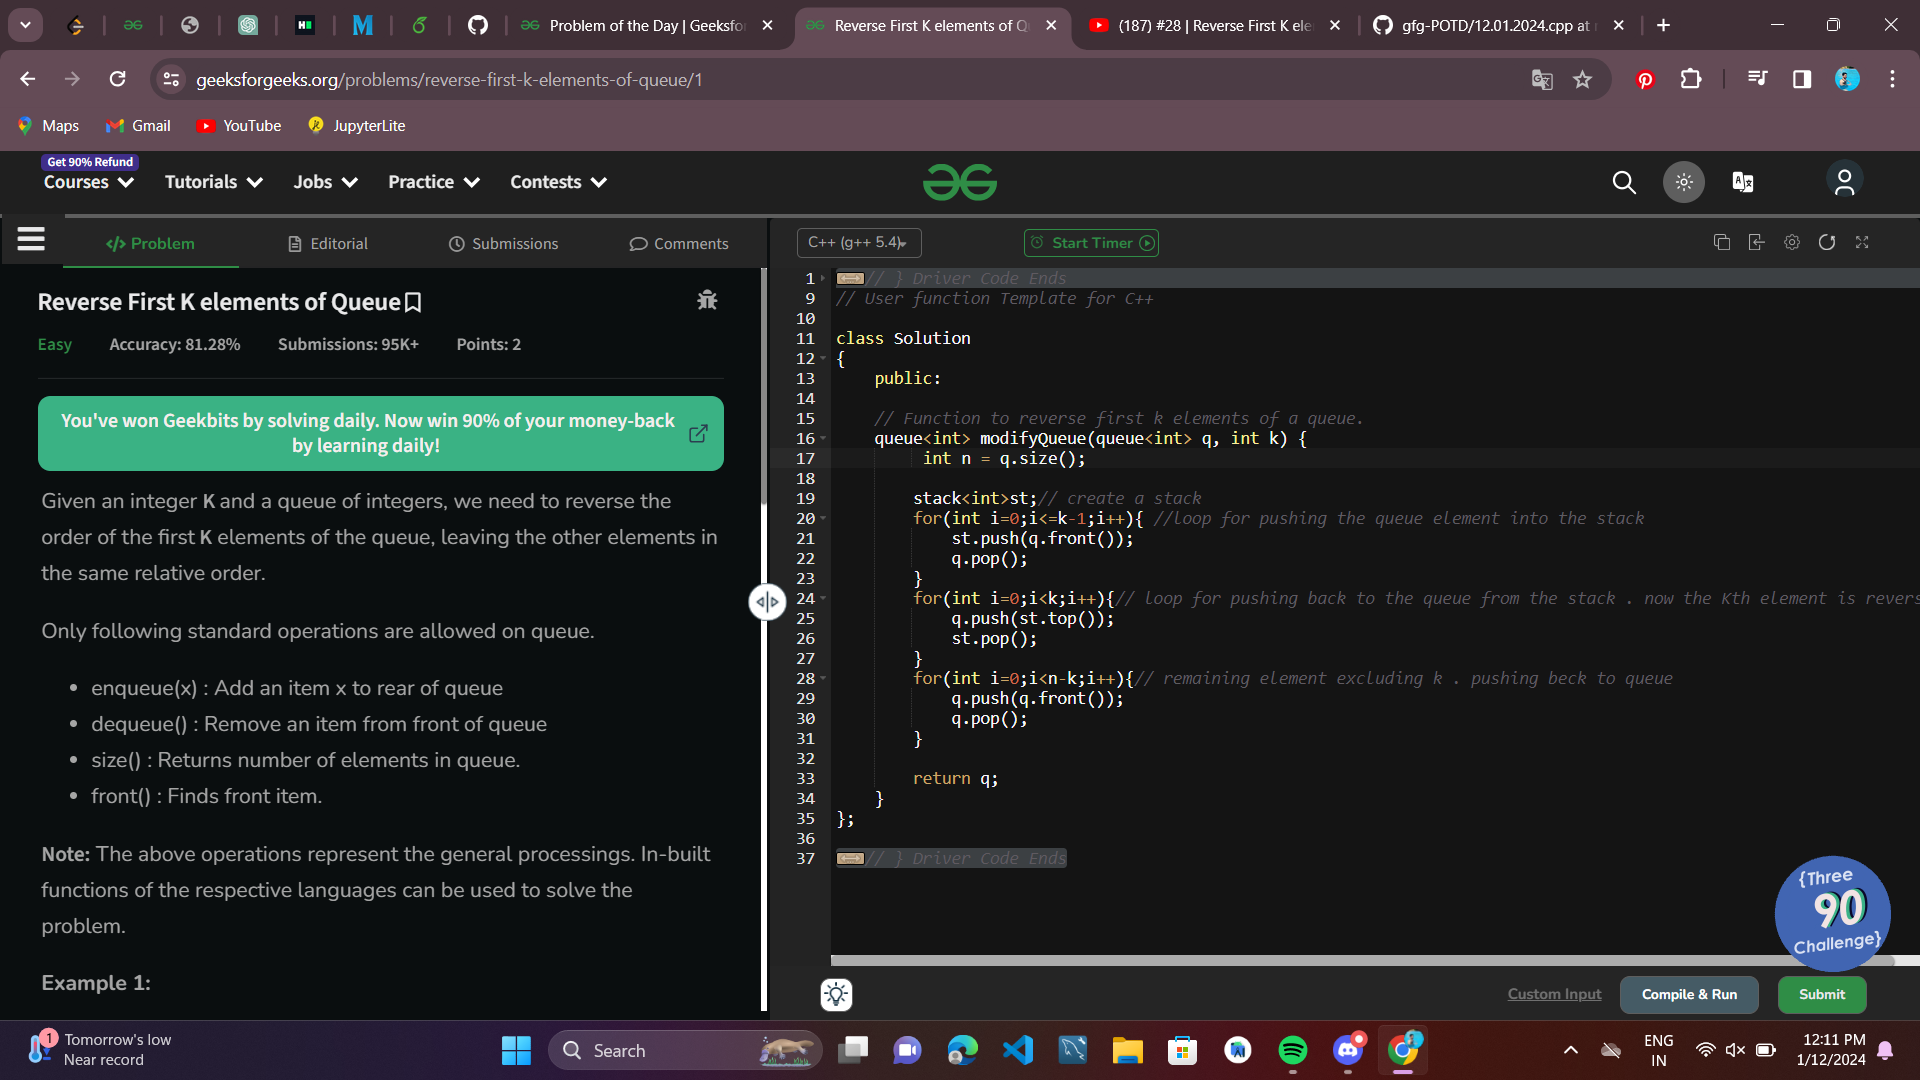 Problem of the Day | Geeksfo
Reverse First K elements of Q
(187) #28 | Reverse First K ele
gfg-POTD/12.01.2024.cpp at
geeksforgeeks.org/problems/reverse-first-k-elements-of-queue/1
Maps
Gmail
YouTube
JupyterLite
Get 90% Refund
Courses
Tutorials
Jobs
Practice
Contests
Problem
Editorial
Submissions
Comments
C++ (g++ 5.4)
Start Timer
Reverse First K elements of Queue
Easy
Accuracy: 81.28%
Submissions: 95K+
Points: 2
You've won Geekbits by solving daily. Now win 90% of your money-back
by learning daily!
Given an integer K and a queue of integers, we need to reverse the
order of the first K elements of the queue, leaving the other elements in
the same relative order.
Only following standard operations are allowed on queue.
• enqueue(x) : Add an item x to rear of queue
• dequeue() : Remove an item from front of queue
• size() : Returns number of elements in queue.
• front() : Finds front item.
Note: The above operations represent the general processings. In-built
functions of the respective languages can be used to solve the
problem.
Example 1:
1 // } Driver Code Ends
9 // User function Template for C++
10
11 class Solution
12 {
13     public:
14
15     // Function to reverse first k elements of a queue.
16     queue<int> modifyQueue(queue<int> q, int k) {
17          int n = q.size();
18
19         stack<int>st;// create a stack
20         for(int i=0;i<=k-1;i++){ //loop for pushing the queue element into the stack
21             st.push(q.front());
22             q.pop();
23         }
24         for(int i=0;i<k;i++){// loop for pushing back to the queue from the stack . now the Kth element is revers
25             q.push(st.top());
26             st.pop();
27         }
28         for(int i=0;i<n-k;i++){// remaining element excluding k . pushing beck to queue
29             q.push(q.front());
30             q.pop();
31         }
32
33         return q;
34     }
35 };
36
37 // } Driver Code Ends
{Three
90
Challenge}
Custom Input
Compile & Run
Submit
1
Tomorrow's low
Near record
Search
ENG
IN
12:11 PM
1/12/2024